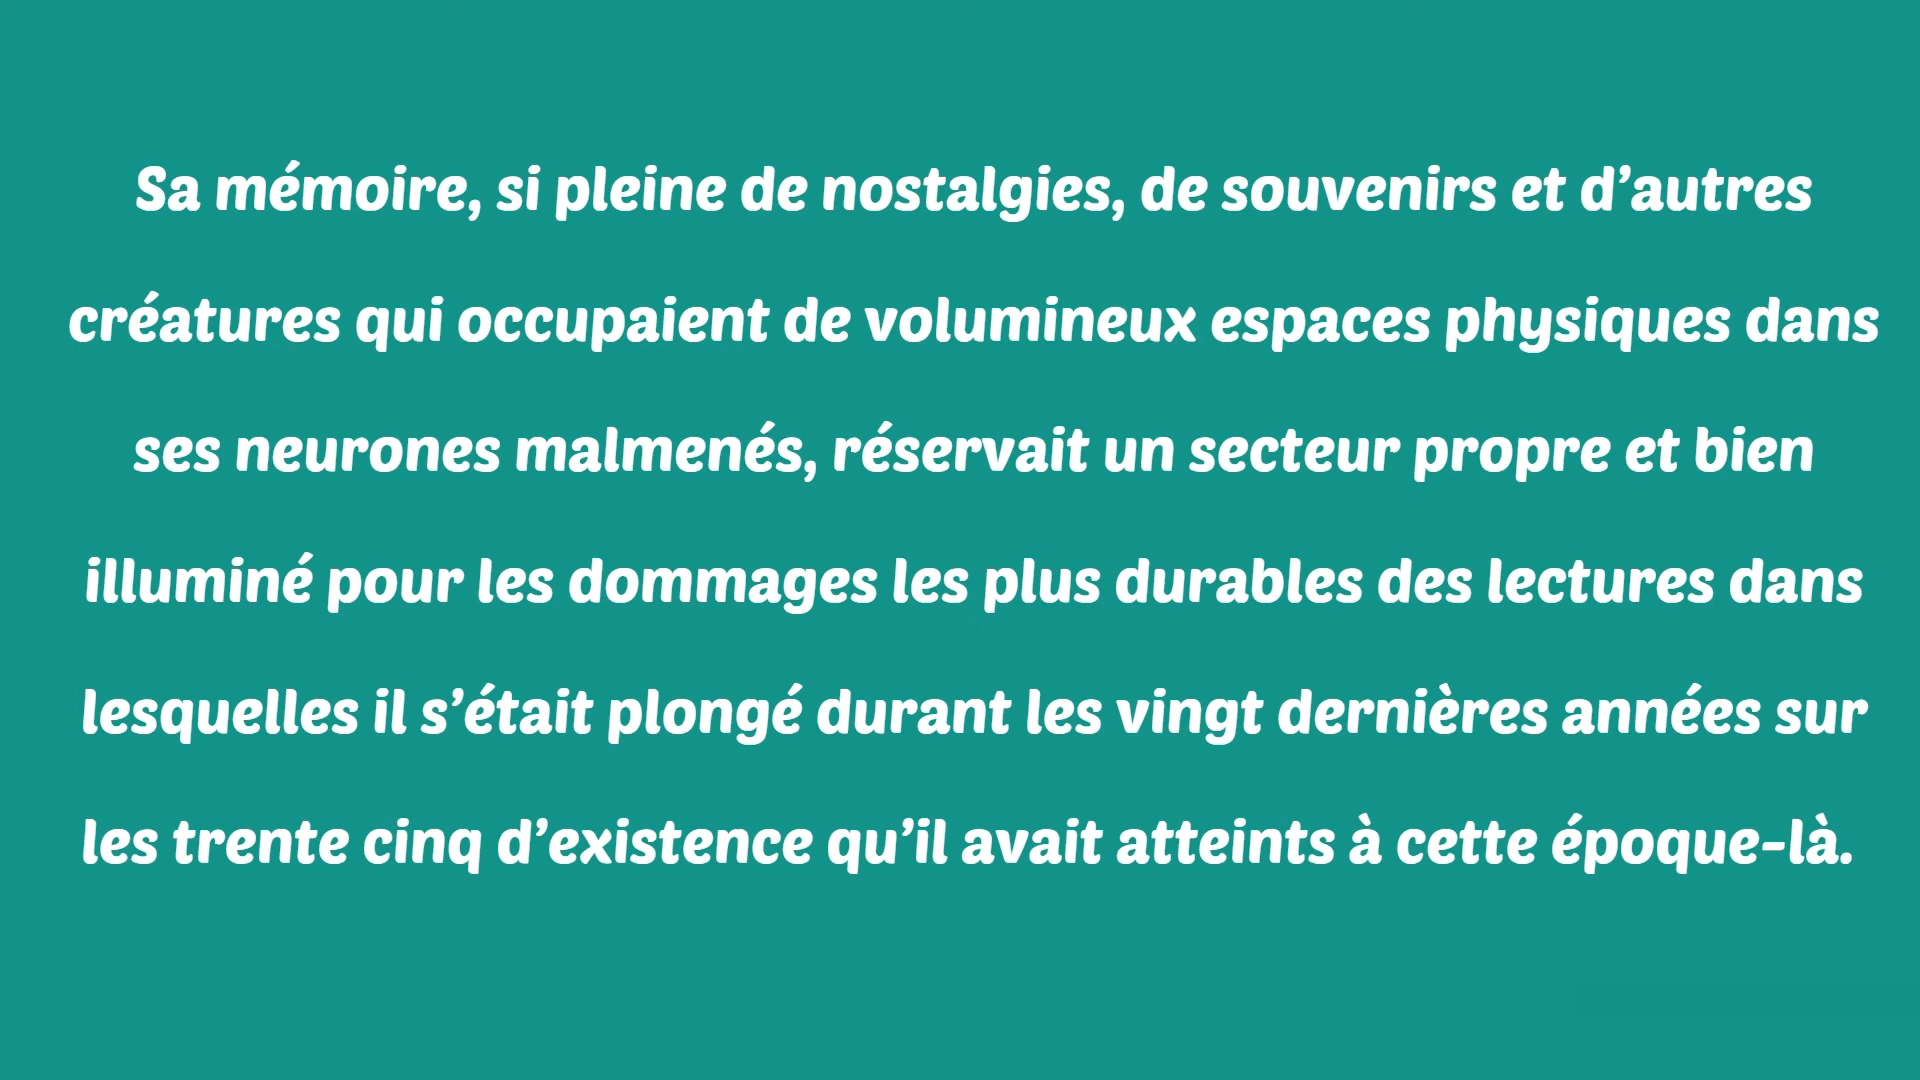 Sa mémoire, si pleine de nostalgies, de souvenirs et d’autres
créatures qui occupaient de volumineux espaces physiques dans
ses neurones malmenés, réservait un secteur propre et bien
illuminé pour les dommages les plus durables des lectures dans
lesquelles il s’était plongé durant les vingt dernières années sur
les trente cinq d’existence qu’il avait atteints à cette époque-là.